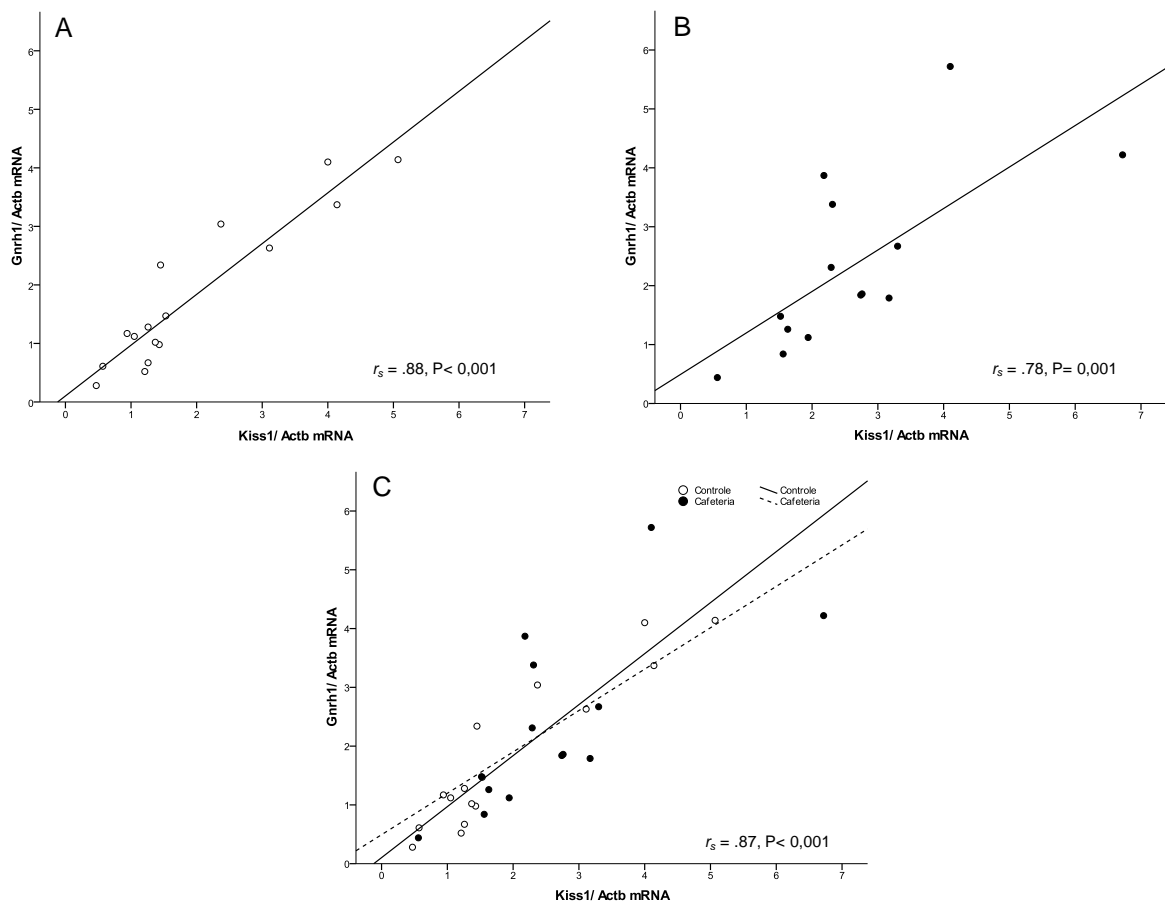 A
6
5
4
3
2
1
0
Gnrh1/ Actb mRNA
rs = .88, P< 0,001
0 1 2 3 4 5 6 7
Kiss1/ Actb mRNA
B
6
5
4
3
2
1
0
Gnrh1/ Actb mRNA
rs = .78, P= 0,001
0 1 2 3 4 5 6 7
Kiss1/ Actb mRNA
C
Controle Controle
Cafeteria Cafeteria
6
5
4
3
2
1
0
Gnrh1/ Actb mRNA
rs = .87, P< 0,001
0 1 2 3 4 5 6 7
Kiss1/ Actb mRNA